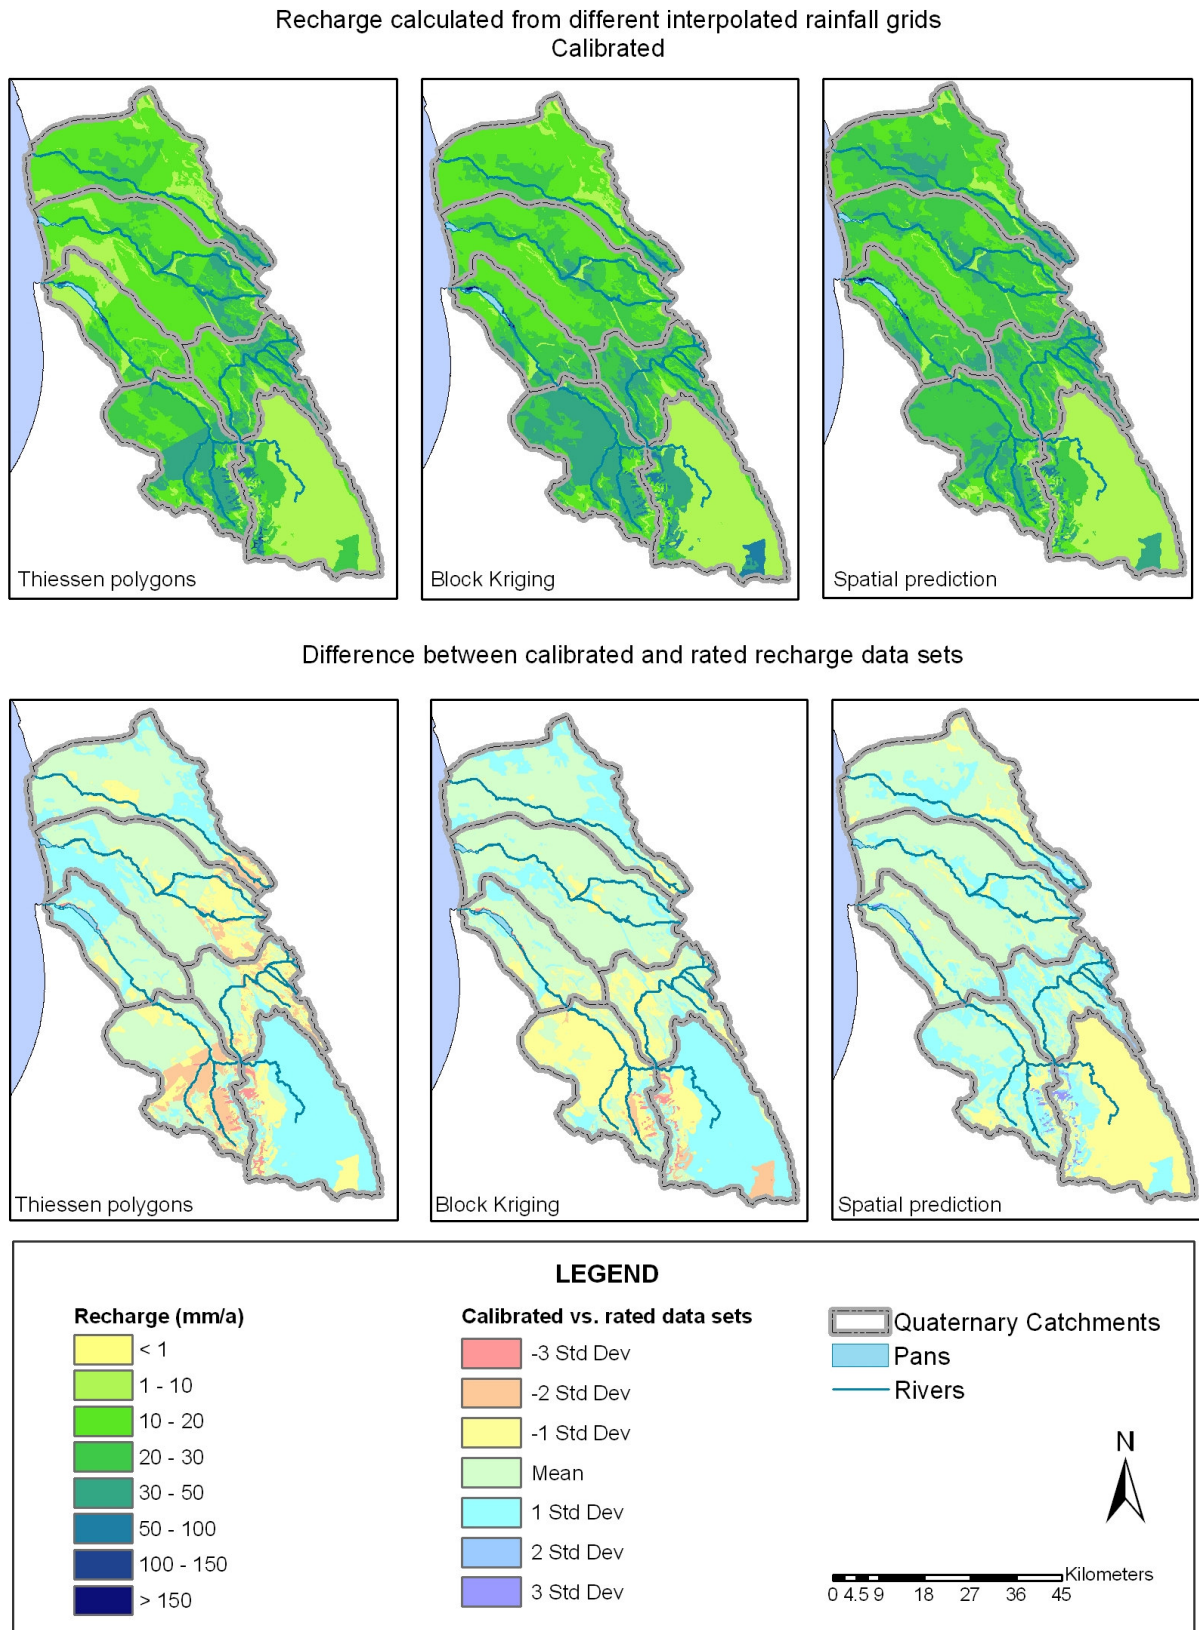 Recharge calculated from different interpolated rainfall grids
Calibrated
Thiessen polygons
Block Kriging
Spatial prediction
Difference between calibrated and rated recharge data sets
Thiessen polygons
Block Kriging
Spatial prediction
LEGEND
Recharge (mm/a)
< 1
1 - 10
10 - 20
20 - 30
30 - 50
50 - 100
100 - 150
> 150
Calibrated vs. rated data sets
-3 Std Dev
-2 Std Dev
-1 Std Dev
Mean
1 Std Dev
2 Std Dev
3 Std Dev
Quaternary Catchments
Pans
Rivers
N
Kilometers
0 4.5 9 18 27 36 45